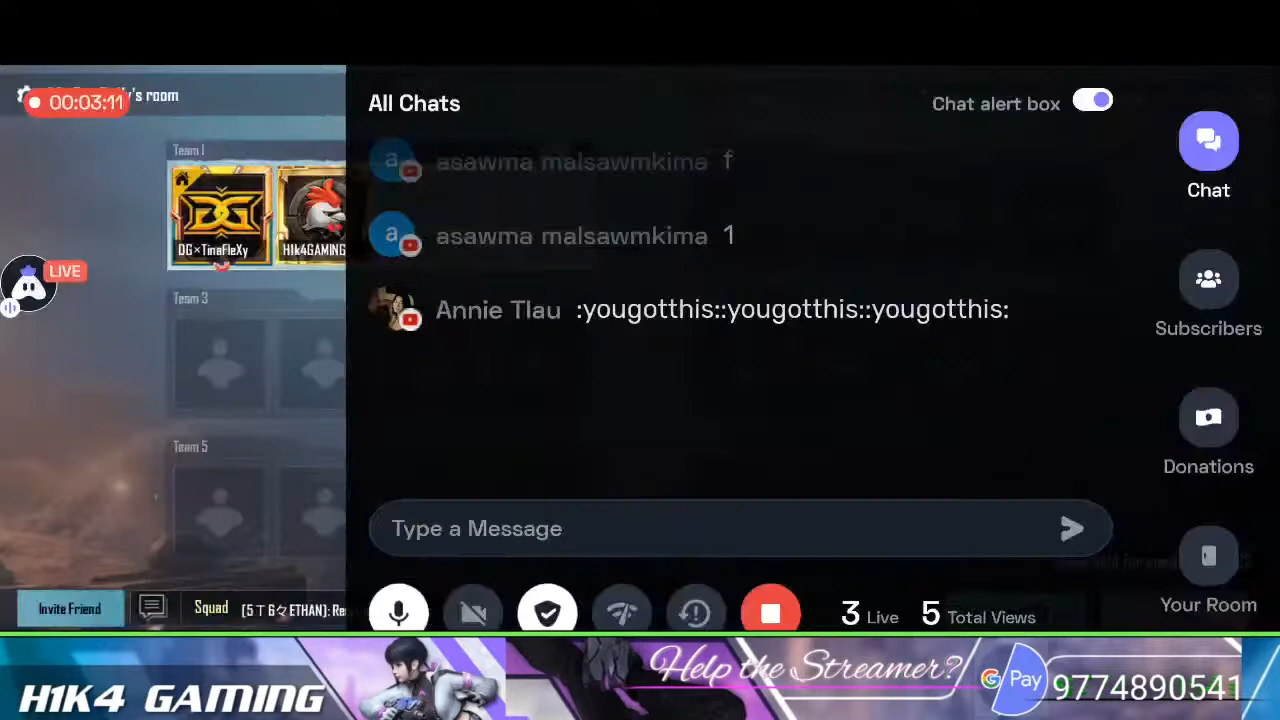 00:03:11
's room
Team 1
DG×TinaFleXy
H1k4GAMING
LIVE
Team 3
Team 5
Invite Friend
Squad
[5T6々ETHAN]: Re
All Chats
Chat alert box
a asawma malsawmkima f
a asawma malsawmkima 1
Annie Tlau :yougotthis::yougotthis::yougotthis:
Type a Message
3 Live 5 Total Views
Chat
Subscribers
Donations
Your Room
H1K4 GAMING
Help the Streamer?
G Pay
9774890541